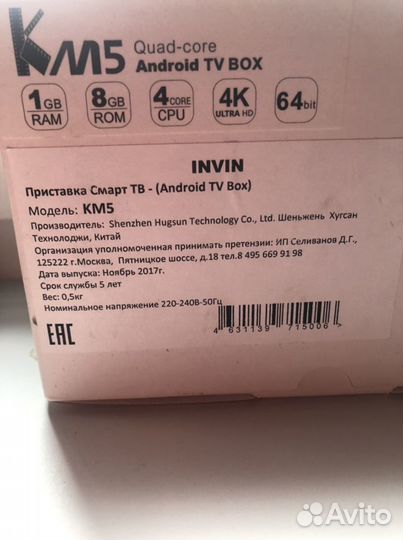 KM5 Quad-core
Android TV BOX
1GB RAM 8GB ROM 4CORE CPU 4K ULTRA HD 64bit
INVIN
Приставка Смарт ТВ - (Android TV Box)
Модель: KM5
Производитель: Shenzhen Hugsun Technology Co., Ltd. Шеньжень Хугсан
Технолоджи, Китай
Организация уполномоченная принимать претензии: ИП Селиванов Д.Г.,
125222 г.Москва, Пятницкое шоссе, д.18 тел.8 495 669 91 98
Дата выпуска: Ноябрь 2017г.
Срок службы 5 лет
Вес: 0,5кг
Номинальное напряжение 220-240В-50Гц
4 631139 715006 >
EAC
Avito